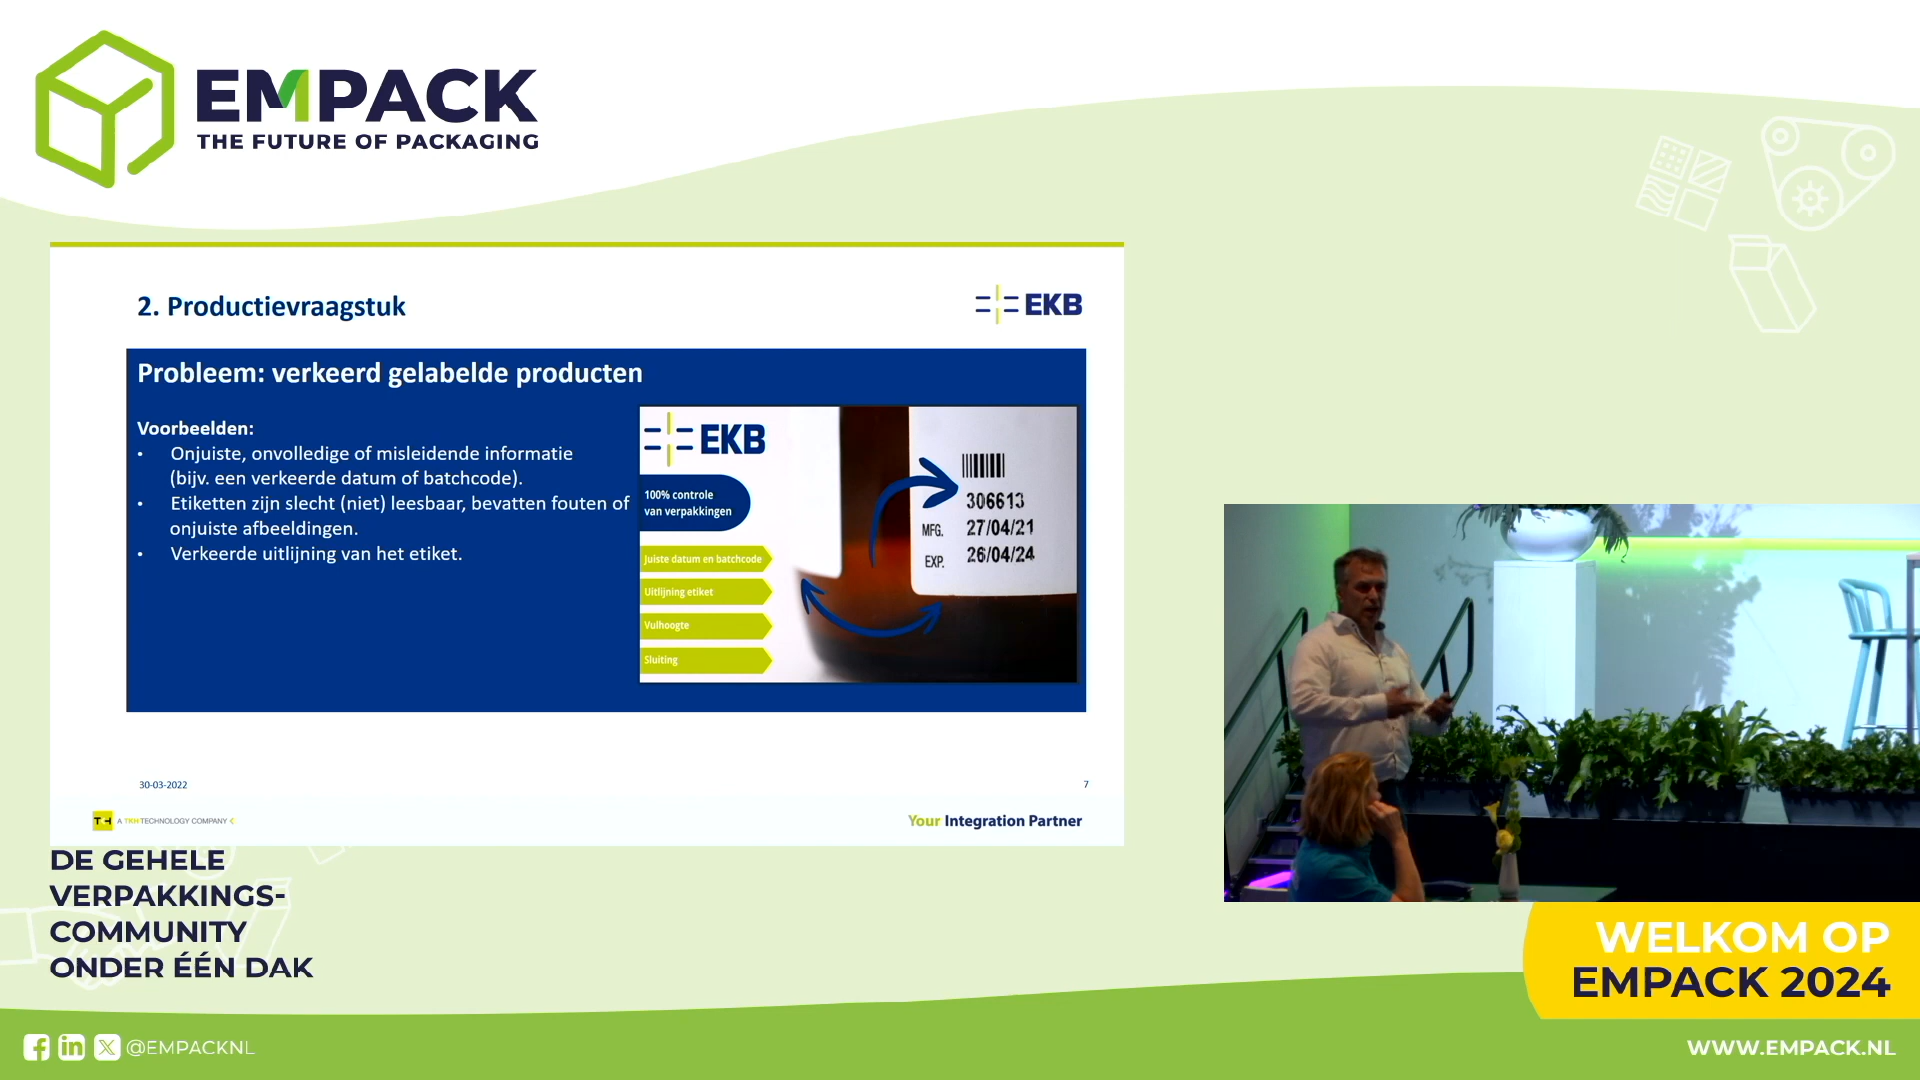 EMPACK
THE FUTURE OF PACKAGING
2. Productievraagstuk
EKB
Probleem: verkeerd gelabelde producten
Voorbeelden:
• Onjuiste, onvolledige of misleidende informatie
(bijv. een verkeerde datum of batchcode).
• Etiketten zijn slecht (niet) leesbaar, bevatten fouten of
onjuiste afbeeldingen.
• Verkeerde uitlijning van het etiket.
EKB
100% controle
van verpakkingen
Juiste datum en batchcode
Uitlijning etiket
Vulhoogte
Sluiting
306613
MFG. 27/04/21
EXP. 26/04/24
30-03-2022
7
A TKH TECHNOLOGY COMPANY
Your Integration Partner
DE GEHELE
VERPAKKINGS-
COMMUNITY
ONDER ÉÉN DAK
WELKOM OP
EMPACK 2024
@EMPACKNL
WWW.EMPACK.NL